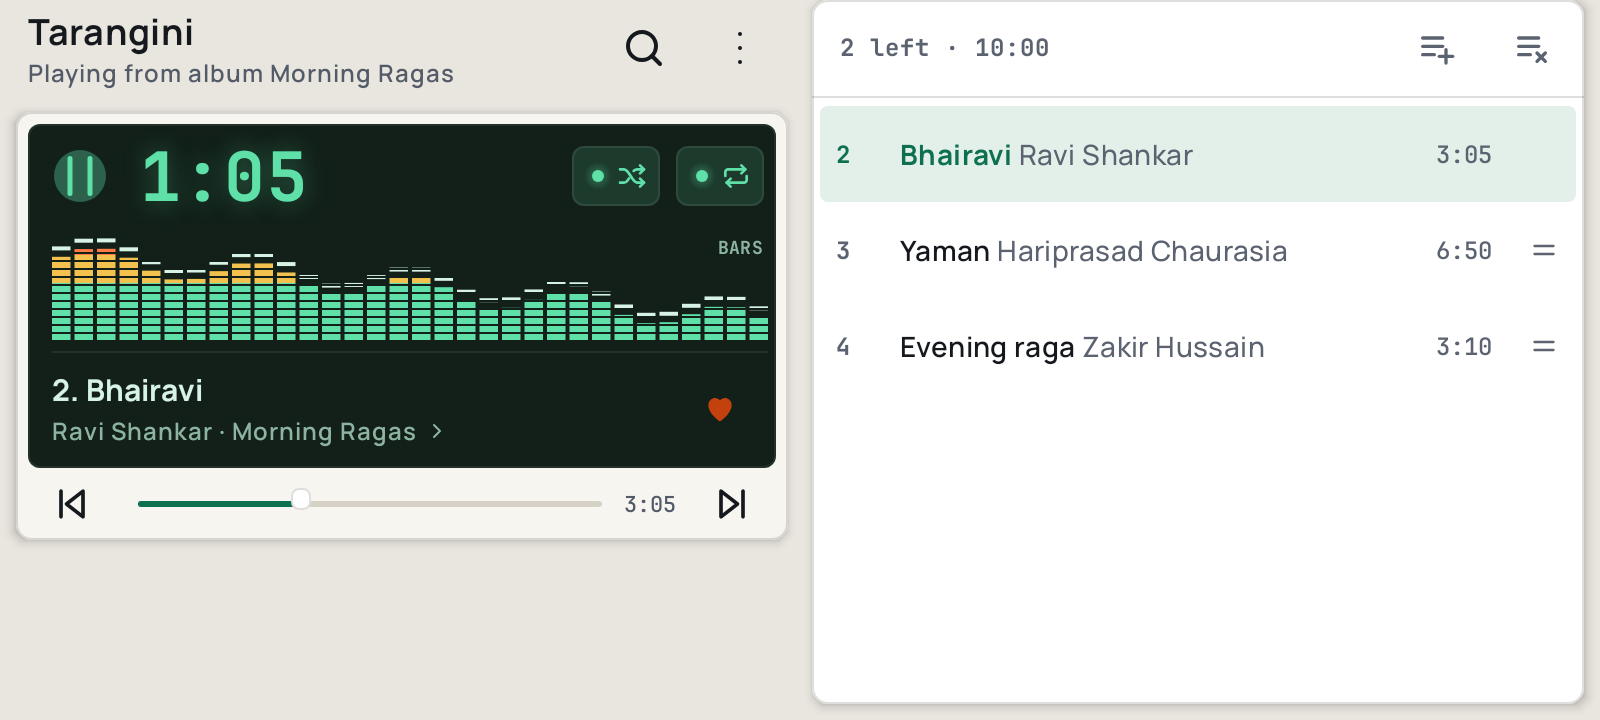 Tarangini
Playing from album Morning Ragas
1:05
BARS
2. Bhairavi
Ravi Shankar · Morning Ragas
3:05
2 left · 10:00
2 Bhairavi Ravi Shankar 3:05
3 Yaman Hariprasad Chaurasia 6:50
4 Evening raga Zakir Hussain 3:10